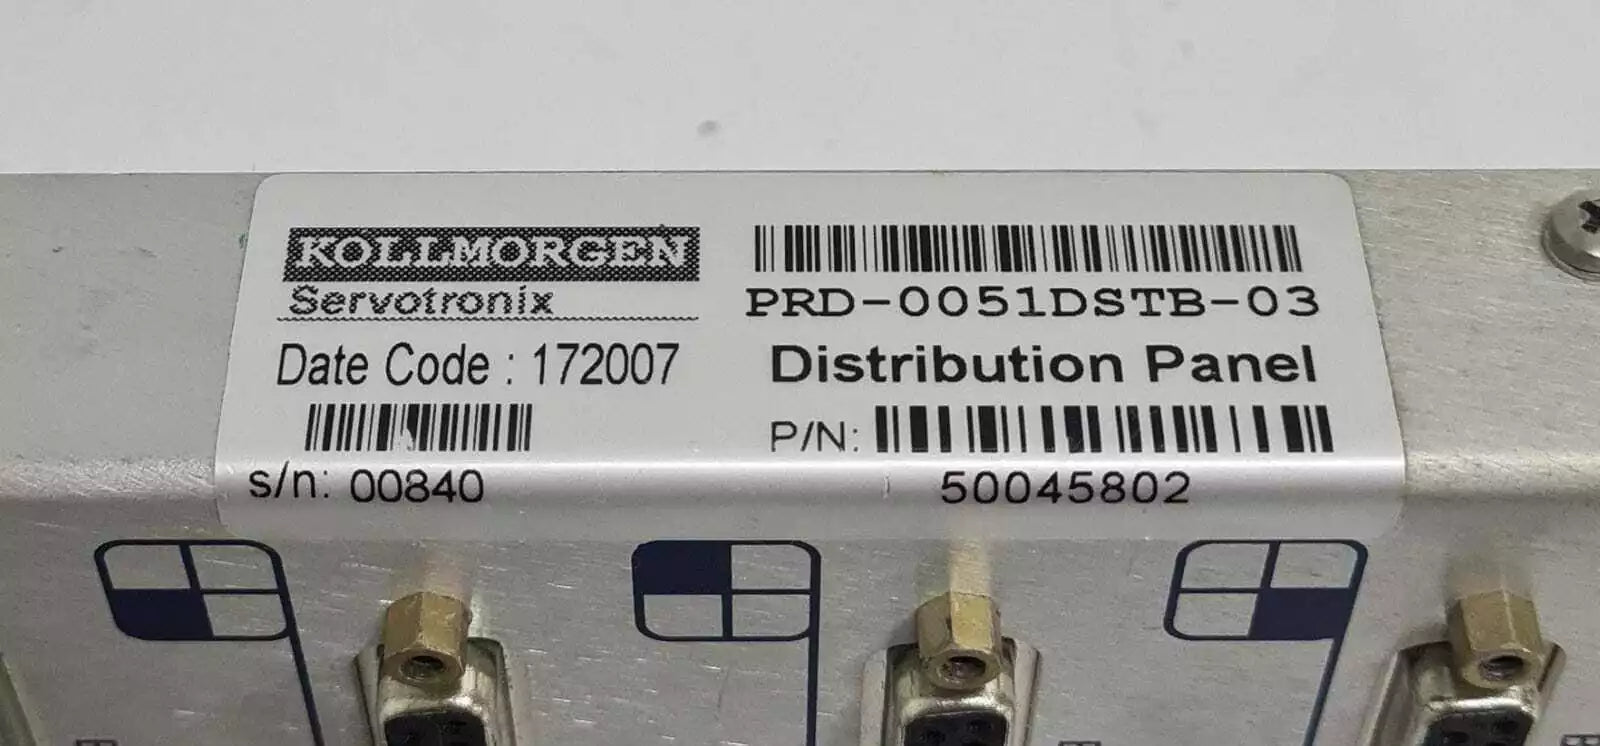 KOLLMORGEN
Servotronix
Date Code : 172007
s/n: 00840
PRD-0051DSTB-03
Distribution Panel
P/N:
50045802